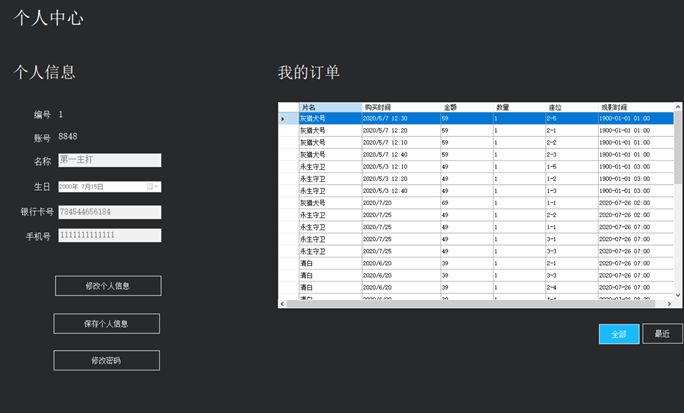 个人中心
个人信息
编号 1
账号 8848
名称 第一主打
生日 2000年 7月15日
银行卡号 784544656184
手机号 1111111111111
修改个人信息
保存个人信息
修改密码
我的订单
片名 购买时间 金额 数量 座位 观影时间
灰猎犬号 2020/5/7 12:30 59 1 2-5 1900-01-01 01:00
灰猎犬号 2020/5/7 12:20 59 1 2-1 1900-01-01 01:00
灰猎犬号 2020/5/7 12:10 59 1 2-2 1900-01-01 01:00
灰猎犬号 2020/5/7 12:40 59 1 2-3 1900-01-01 01:00
永生守卫 2020/5/3 12:10 49 1 1-5 1900-01-01 03:00
永生守卫 2020/5/3 12:20 49 1 1-2 1900-01-01 03:00
永生守卫 2020/5/3 12:40 49 1 1-3 1900-01-01 03:00
灰猎犬号 2020/7/20 69 1 1-1 2020-07-26 02:00
永生守卫 2020/7/25 49 1 2-2 2020-07-26 02:00
永生守卫 2020/7/25 49 1 1-1 2020-07-26 07:00
永生守卫 2020/7/25 49 1 3-1 2020-07-26 07:00
永生守卫 2020/7/25 49 1 3-3 2020-07-26 07:00
清白 2020/6/20 39 1 2-1 2020-07-26 07:00
清白 2020/6/20 39 1 3-3 2020-07-26 07:00
清白 2020/6/20 39 1 2-4 2020-07-26 07:00
全部
最近